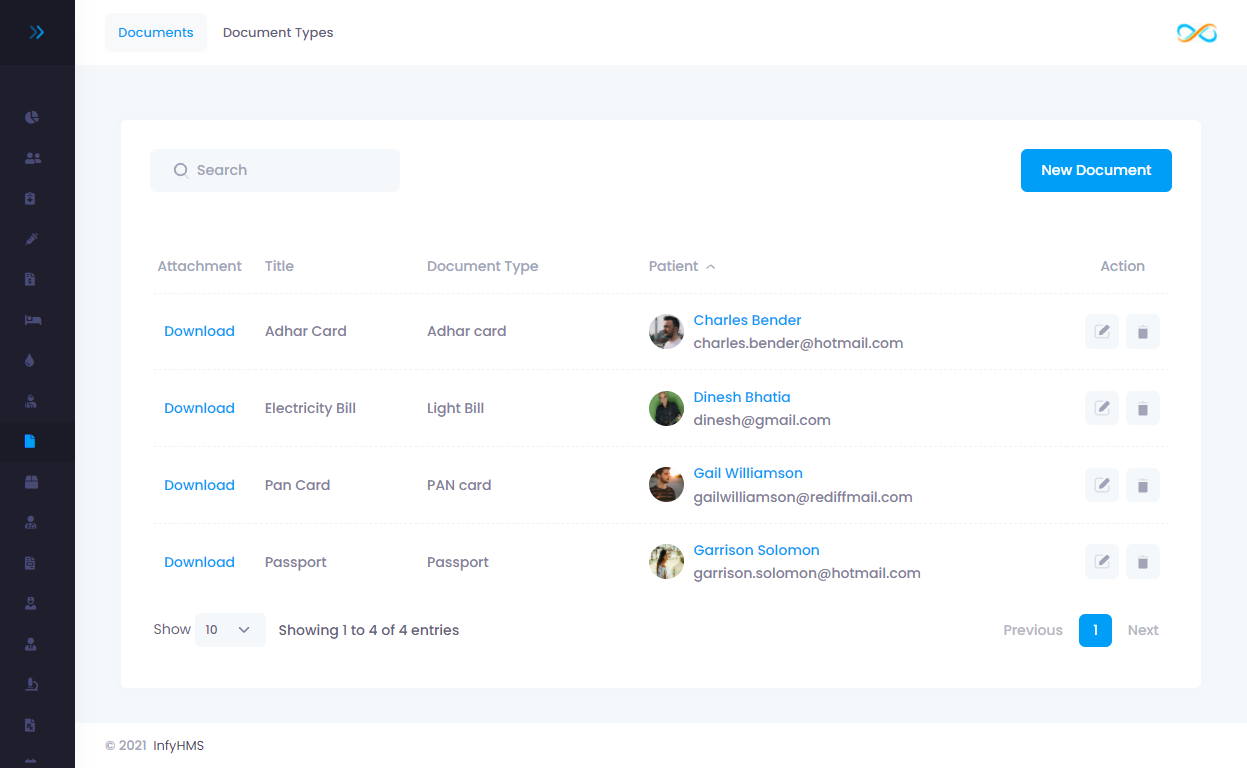 Documents Document Types
Search New Document
Attachment Title Document Type Patient Action
Download Adhar Card Adhar card Charles Bender
charles.bender@hotmail.com
Download Electricity Bill Light Bill Dinesh Bhatia
dinesh@gmail.com
Download Pan Card PAN card Gail Williamson
gailwilliamson@rediffmail.com
Download Passport Passport Garrison Solomon
garrison.solomon@hotmail.com
Show 10 Showing 1 to 4 of 4 entries Previous 1 Next
© 2021 InfyHMS